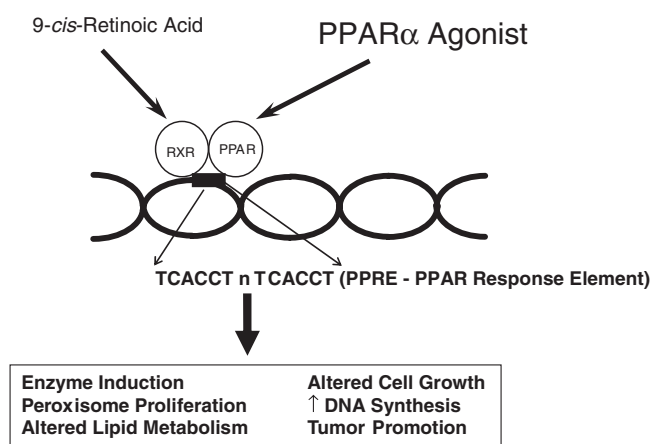 9-cis-Retinoic Acid
PPARα Agonist
RXR
PPAR
TCACCT n TCACCT (PPRE - PPAR Response Element)
Enzyme Induction
Peroxisome Proliferation
Altered Lipid Metabolism
Altered Cell Growth
↑ DNA Synthesis
Tumor Promotion